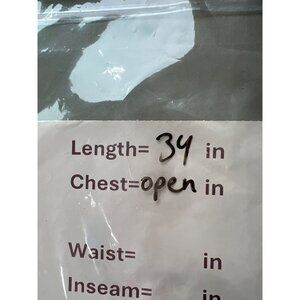 Length= 34 in
Chest=open in
Waist= in
Inseam= in